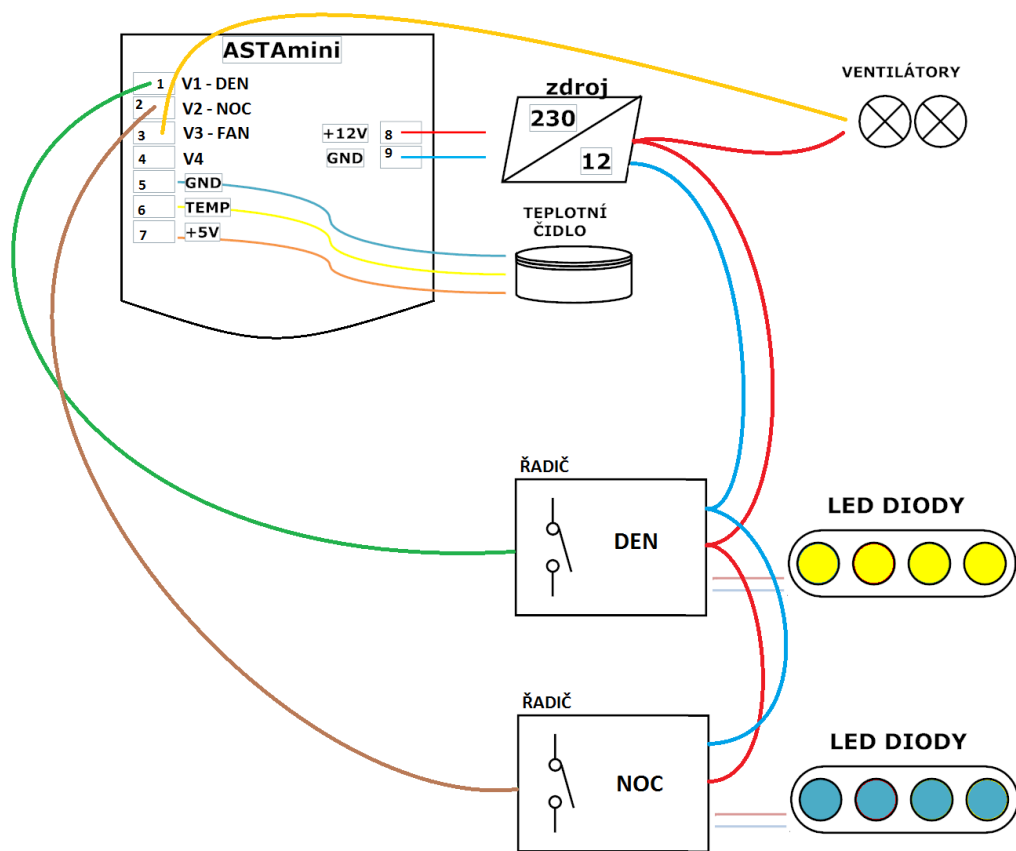 ASTAmini
1 V1 - DEN
2 V2 - NOC
3 V3 - FAN
4 V4
5 GND
6 TEMP
7 +5V
+12V 8
GND 9
zdroj
230
12
VENTILÁTORY
TEPLOTNÍ
ČIDLO
ŘADIČ
DEN
LED DIODY
ŘADIČ
NOC
LED DIODY